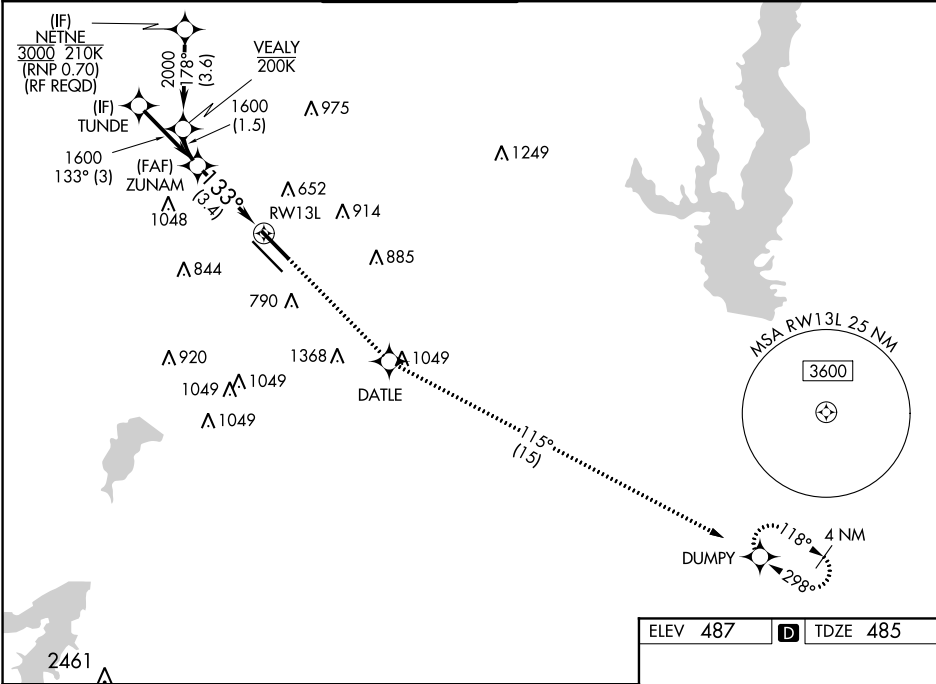 (IF)
NETNE
3000 210K
(RNP 0.70)
(RF REQD)
2000
178°
(3.6)
VEALY
200K
(IF)
TUNDE
1600
(1.5)
975
1600
133° (3)
(FAF)
ZUNAM
133°
(3.4)
1249
652
RW13L
914
1048
885
844
790
920
1368
1049
DATLE
1049
1049
1049
115°
(15)
MSA RW13L 25 NM
3600
DUMPY
118°
4 NM
298°
ELEV 487 D TDZE 485
2461